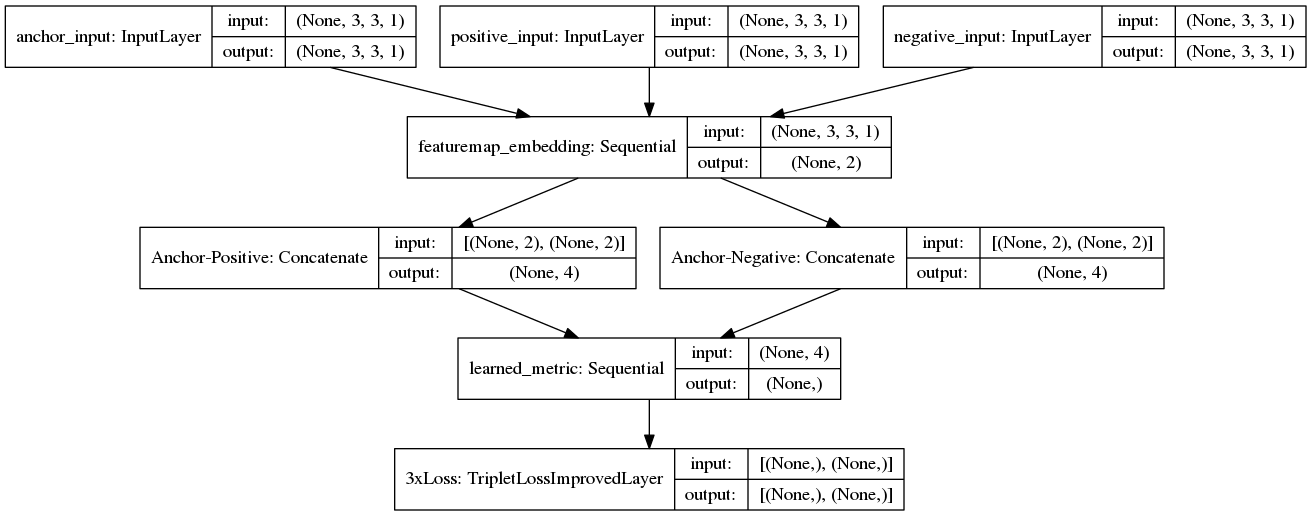 anchor_input: InputLayer
input: (None, 3, 3, 1)
output: (None, 3, 3, 1)
positive_input: InputLayer
input: (None, 3, 3, 1)
output: (None, 3, 3, 1)
negative_input: InputLayer
input: (None, 3, 3, 1)
output: (None, 3, 3, 1)
featuremap_embedding: Sequential
input: (None, 3, 3, 1)
output: (None, 2)
Anchor-Positive: Concatenate
input: [(None, 2), (None, 2)]
output: (None, 4)
Anchor-Negative: Concatenate
input: [(None, 2), (None, 2)]
output: (None, 4)
learned_metric: Sequential
input: (None, 4)
output: (None,)
3xLoss: TripletLossImprovedLayer
input: [(None,), (None,)]
output: [(None,), (None,)]